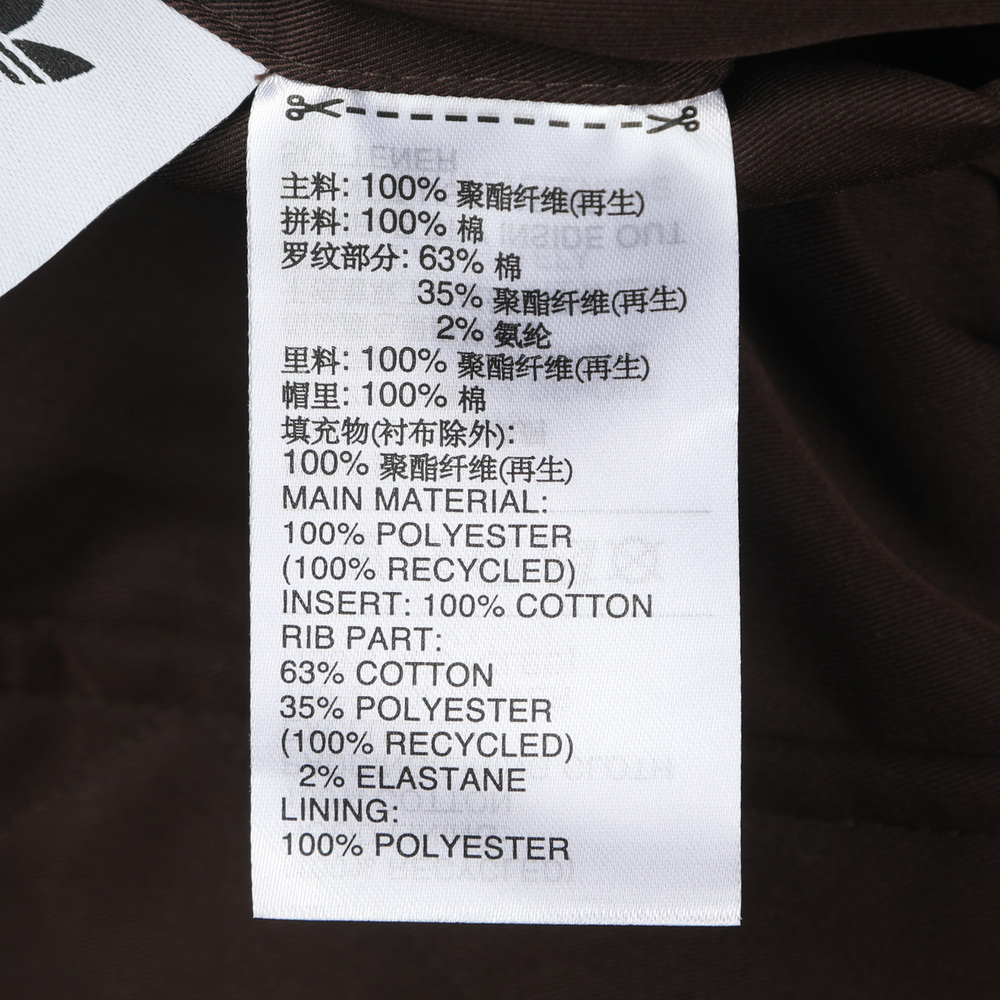 主料: 100% 聚酯纤维(再生)
拼料: 100% 棉
罗纹部分: 63% 棉
35% 聚酯纤维(再生)
2% 氨纶
里料: 100% 聚酯纤维(再生)
帽里: 100% 棉
填充物(衬布除外):
100% 聚酯纤维(再生)
MAIN MATERIAL:
100% POLYESTER
(100% RECYCLED)
INSERT: 100% COTTON
RIB PART:
63% COTTON
35% POLYESTER
(100% RECYCLED)
2% ELASTANE
LINING:
100% POLYESTER